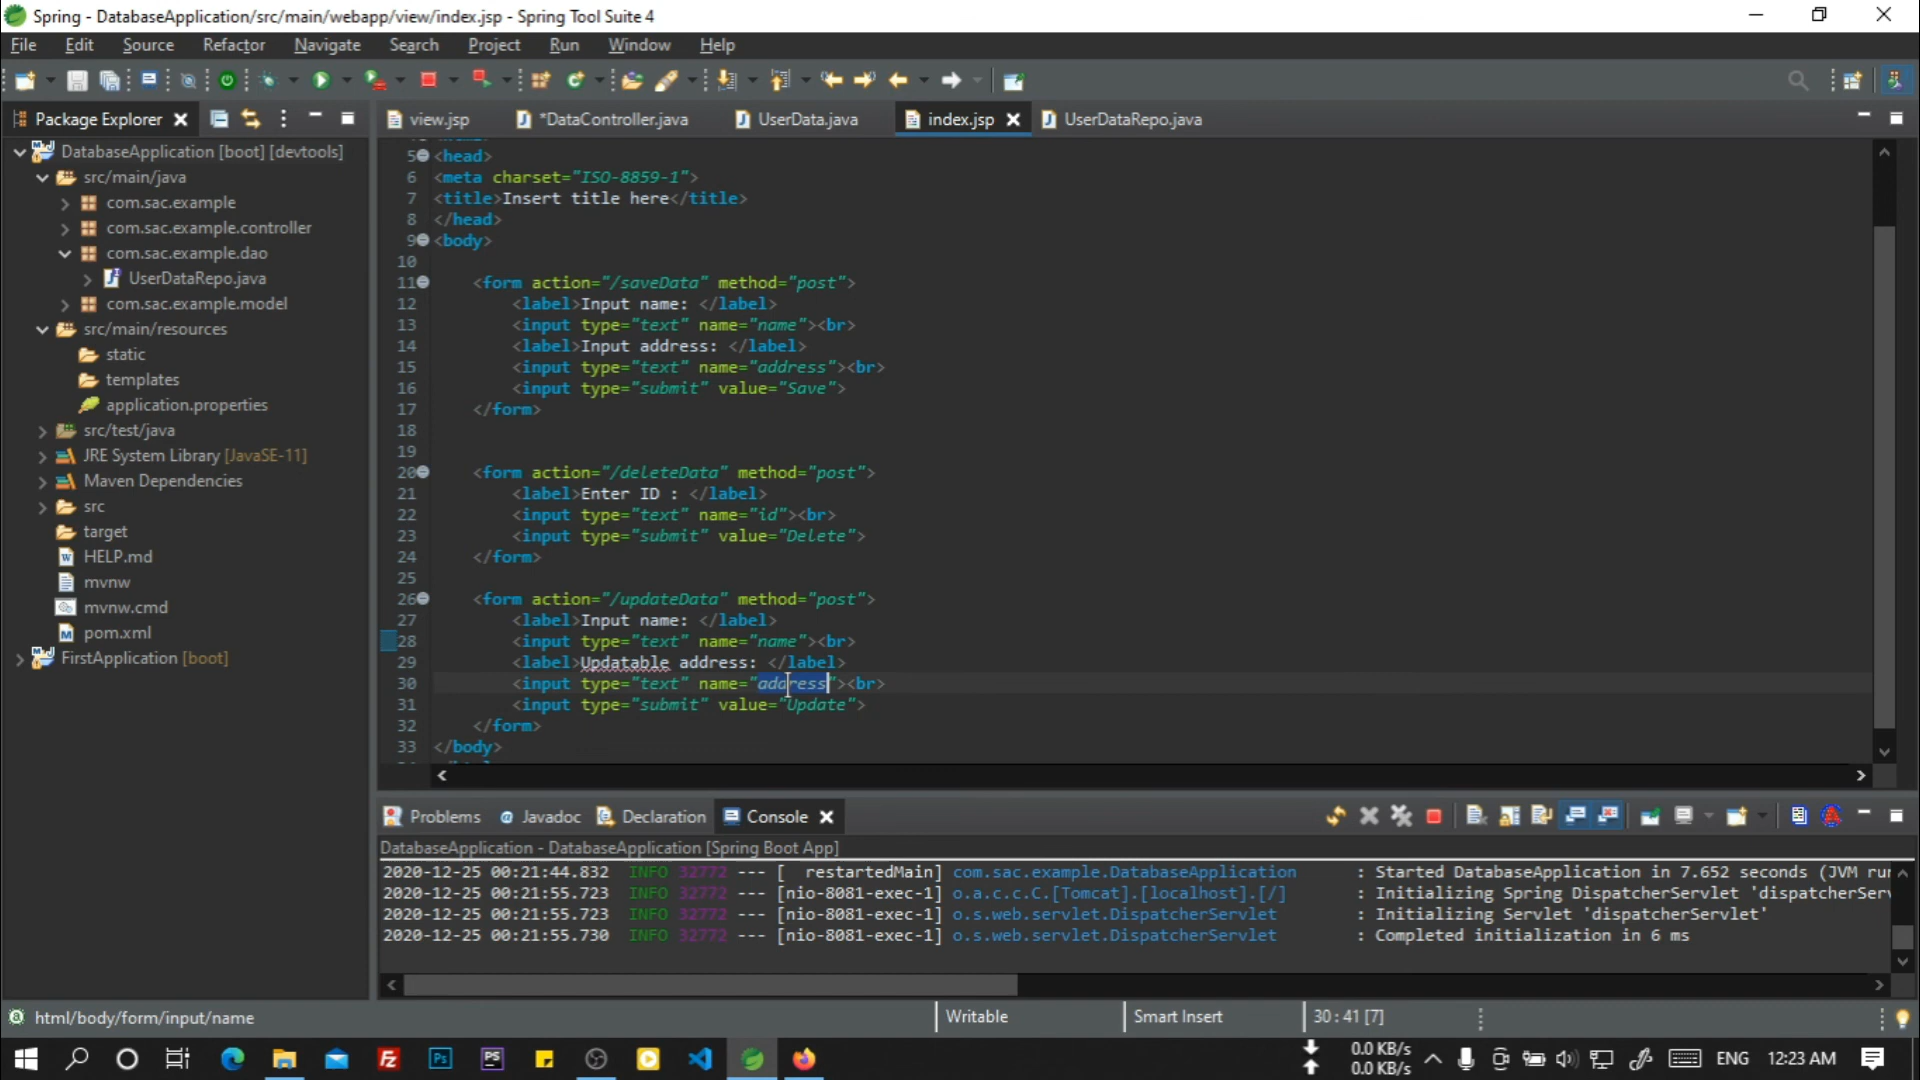 Spring - DatabaseApplication/src/main/webapp/view/index.jsp - Spring Tool Suite 4
File Edit Source Refactor Navigate Search Project Run Window Help
Package Explorer
view.jsp *DataController.java UserData.java index.jsp UserDataRepo.java
DatabaseApplication [boot] [devtools]
src/main/java
com.sac.example
com.sac.example.controller
com.sac.example.dao
UserDataRepo.java
com.sac.example.model
src/main/resources
static
templates
application.properties
src/test/java
JRE System Library [JavaSE-11]
Maven Dependencies
src
target
HELP.md
mvnw
mvnw.cmd
pom.xml
FirstApplication [boot]
5 <head>
6 <meta charset="ISO-8859-1">
7 <title>Insert title here</title>
8 </head>
9 <body>
10
11 <form action="/saveData" method="post">
12 <label>Input name: </label>
13 <input type="text" name="name"><br>
14 <label>Input address: </label>
15 <input type="text" name="address"><br>
16 <input type="submit" value="Save">
17 </form>
18
19
20 <form action="/deleteData" method="post">
21 <label>Enter ID : </label>
22 <input type="text" name="id"><br>
23 <input type="submit" value="Delete">
24 </form>
25
26 <form action="/updateData" method="post">
27 <label>Input name: </label>
28 <input type="text" name="name"><br>
29 <label>Updatable address: </label>
30 <input type="text" name="address"><br>
31 <input type="submit" value="Update">
32 </form>
33 </body>
Problems Javadoc Declaration Console
DatabaseApplication - DatabaseApplication [Spring Boot App]
2020-12-25 00:21:44.832 INFO 32772 --- [ restartedMain] com.sac.example.DatabaseApplication : Started DatabaseApplication in 7.652 seconds (JVM ru
2020-12-25 00:21:55.723 INFO 32772 --- [nio-8081-exec-1] o.a.c.c.C.[Tomcat].[localhost].[/] : Initializing Spring DispatcherServlet 'dispatcherSer
2020-12-25 00:21:55.723 INFO 32772 --- [nio-8081-exec-1] o.s.web.servlet.DispatcherServlet : Initializing Servlet 'dispatcherServlet'
2020-12-25 00:21:55.730 INFO 32772 --- [nio-8081-exec-1] o.s.web.servlet.DispatcherServlet : Completed initialization in 6 ms
html/body/form/input/name Writable Smart Insert 30 : 41 [7]
0.0 KB/s
0.0 KB/s
ENG 12:23 AM